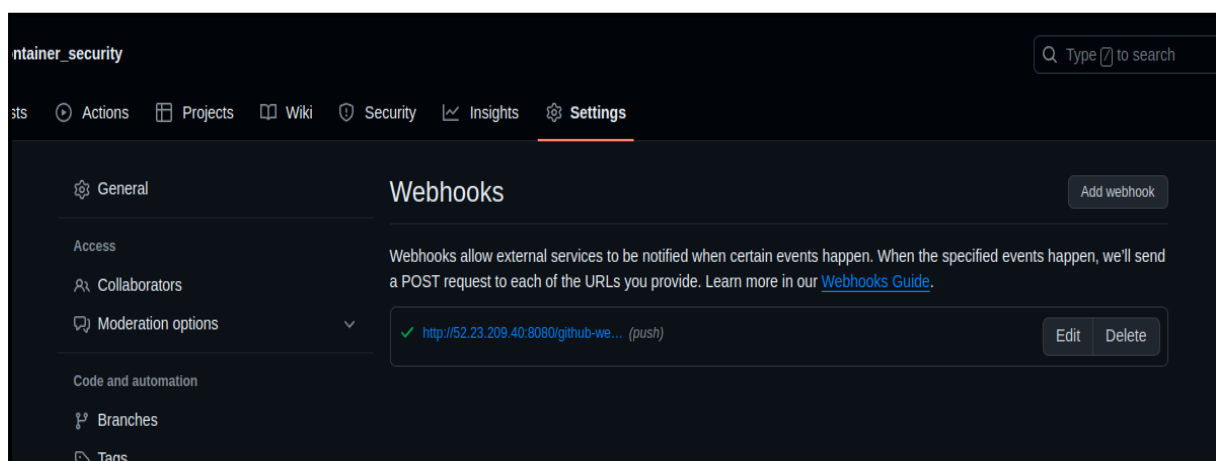 ntainer_security
Type / to search
sts Actions Projects Wiki Security Insights Settings
General
Access
Collaborators
Moderation options
Code and automation
Branches
Tags
Webhooks
Add webhook
Webhooks allow external services to be notified when certain events happen. When the specified events happen, we'll send
a POST request to each of the URLs you provide. Learn more in our Webhooks Guide.
http://52.23.209.40:8080/github-we... (push)
Edit Delete